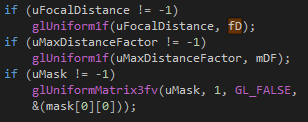 if (uFocalDistance != -1)
glUniform1f(uFocalDistance, fD);
if (uMaxDistanceFactor != -1)
glUniform1f(uMaxDistanceFactor, mDF);
if (uMask != -1)
glUniformMatrix3fv(uMask, 1, GL_FALSE,
&(mask[0][0]));